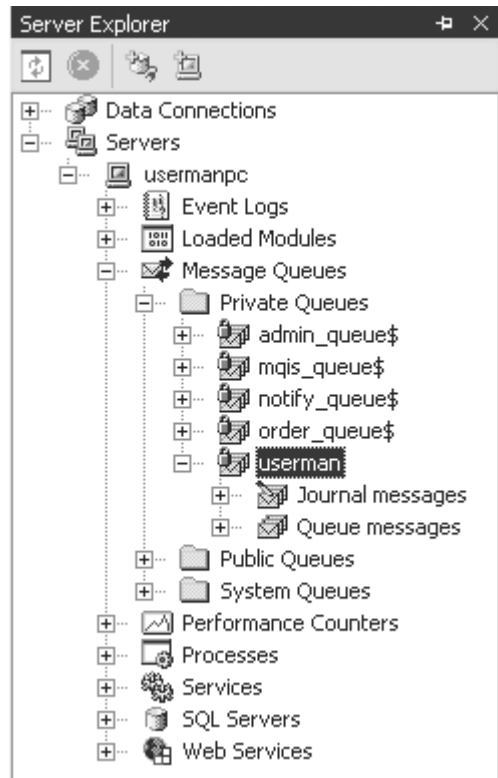 Server Explorer
Data Connections
Servers
usermanpc
Event Logs
Loaded Modules
Message Queues
Private Queues
admin_queue$
mqis_queue$
notify_queue$
order_queue$
userman
Journal messages
Queue messages
Public Queues
System Queues
Performance Counters
Processes
Services
SQL Servers
Web Services